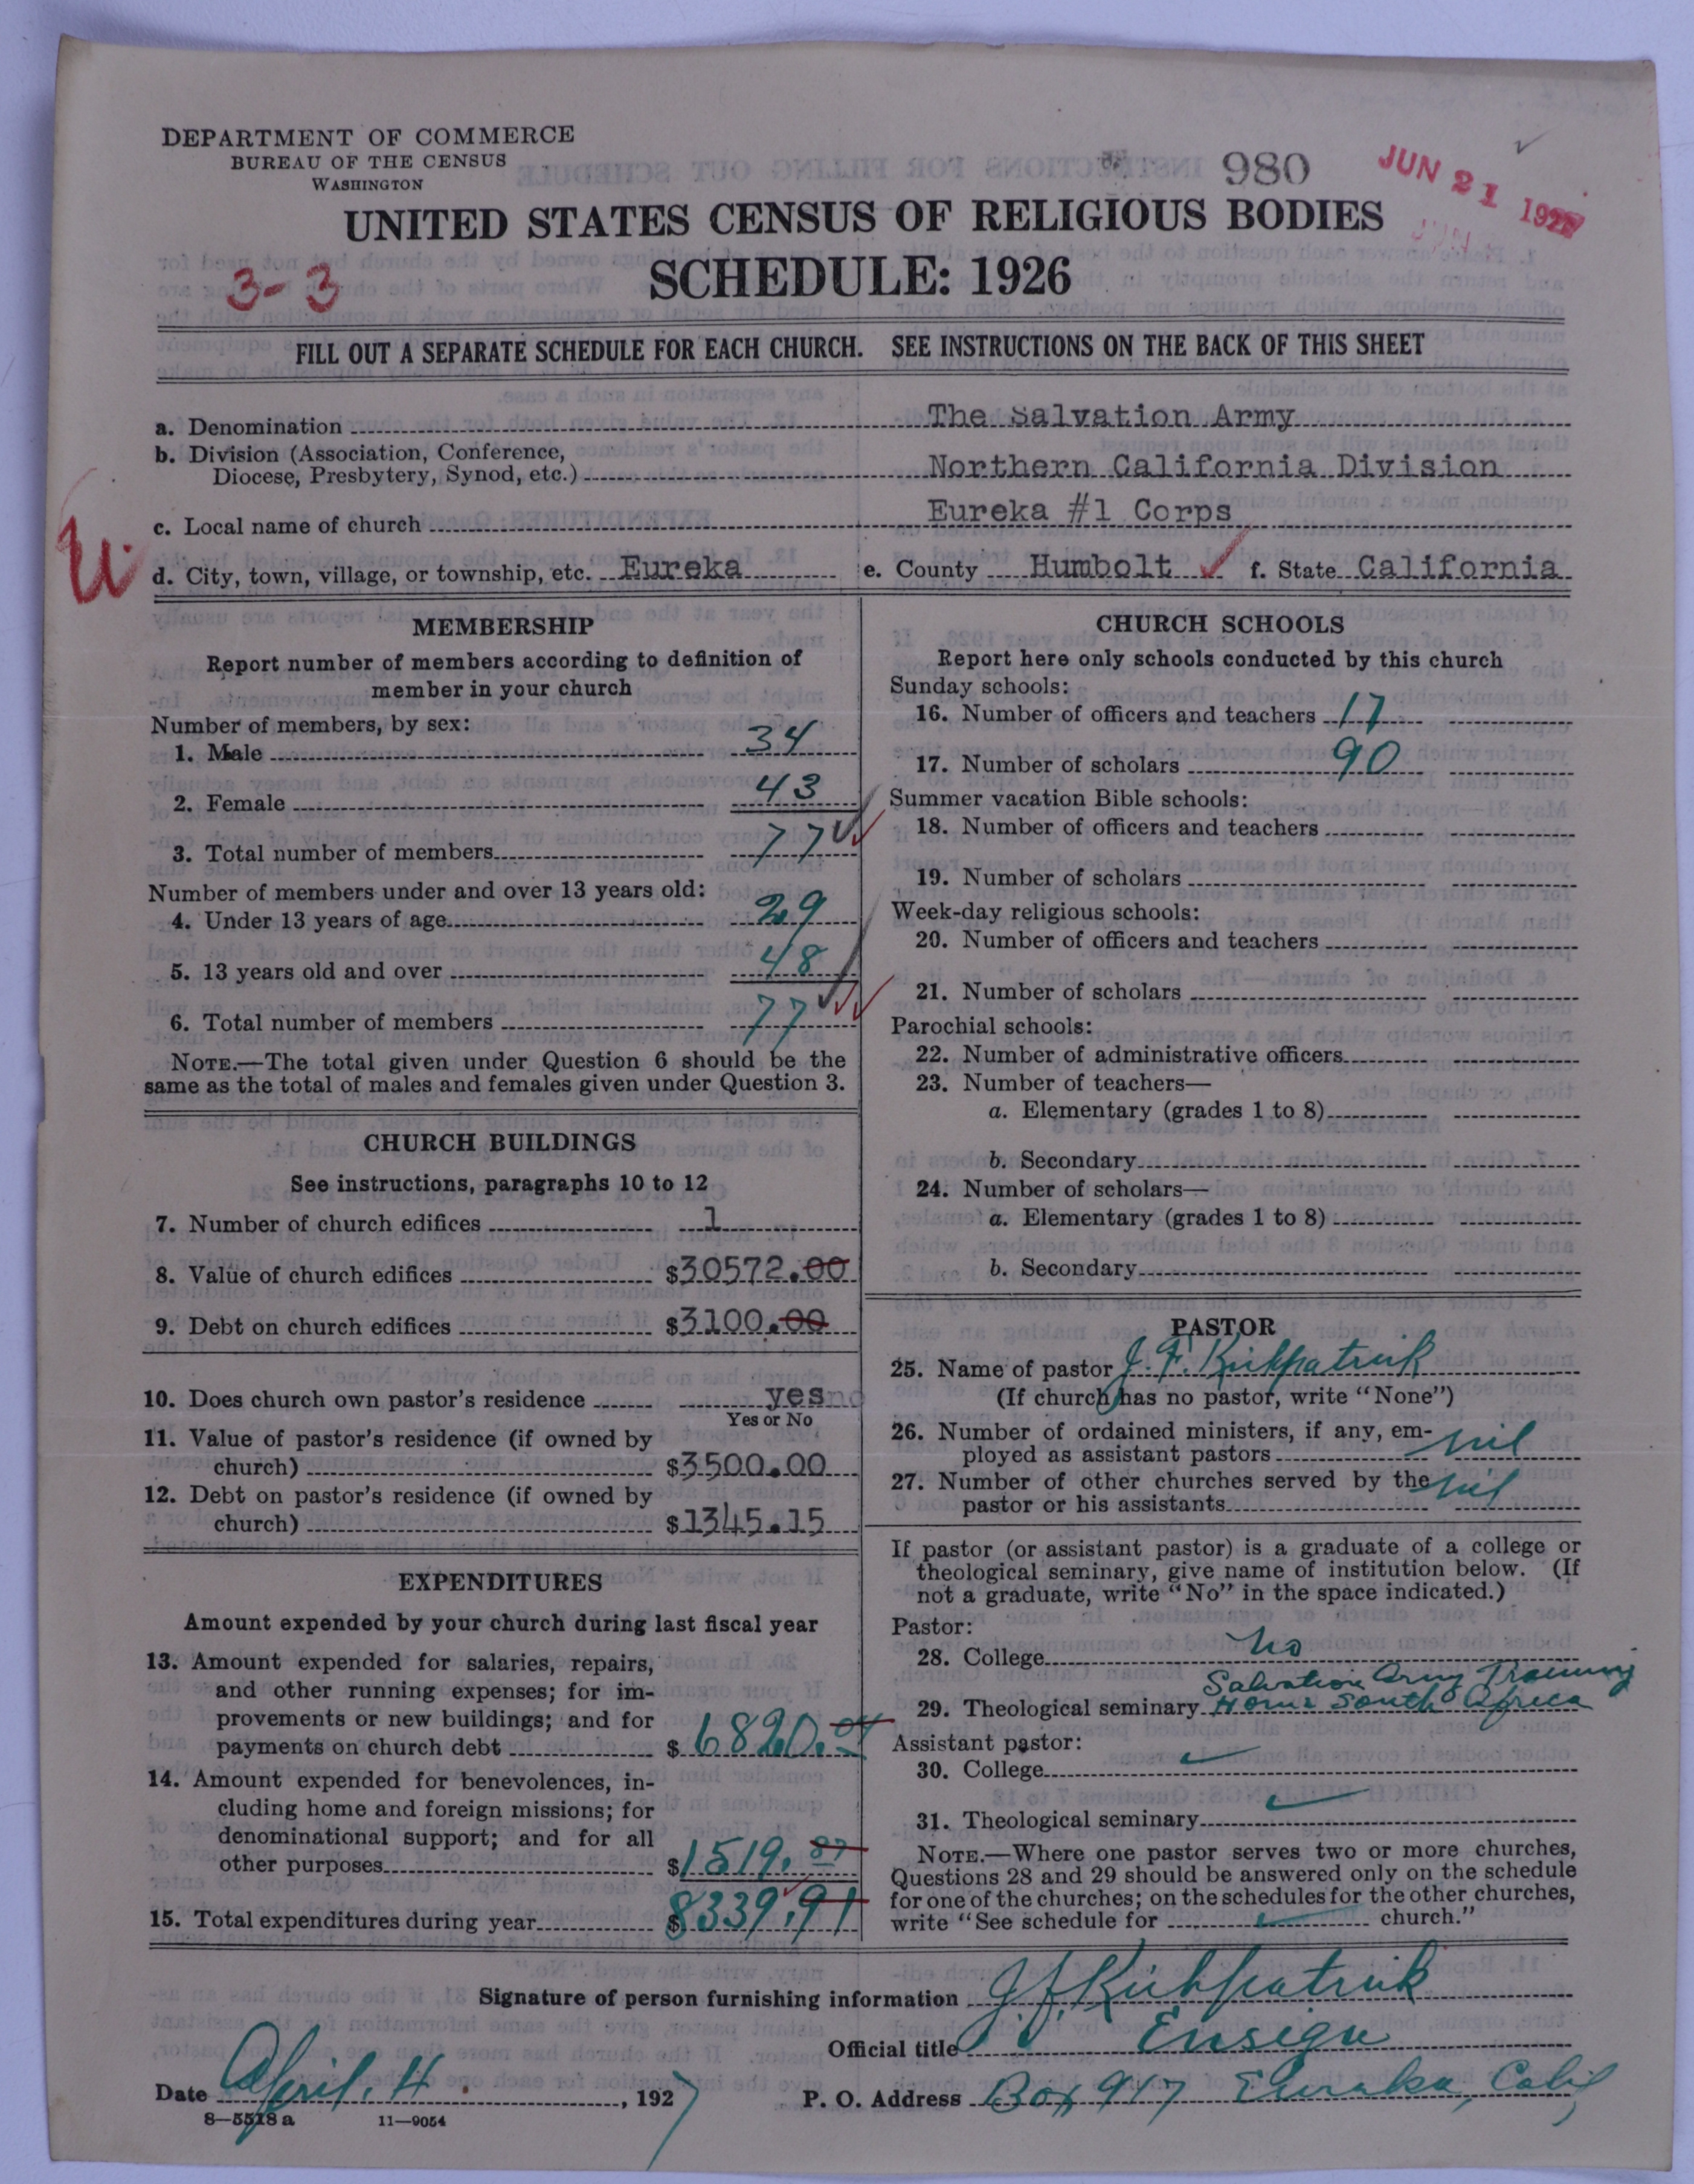 DEPARTMENT OF COMMERCE
BUREAU OF THE CENSUS
WASHINGTON
980
JUN 21 1927
UNITED STATES CENSUS OF RELIGIOUS BODIES
3-3
SCHEDULE: 1926
FILL OUT A SEPARATE SCHEDULE FOR EACH CHURCH. SEE INSTRUCTIONS ON THE BACK OF THIS SHEET
a. Denomination The Salvation Army
b. Division (Association, Conference,
Diocese, Presbytery, Synod, etc.) Northern California Division
c. Local name of church Eureka #1 Corps
U
d. City, town, village, or township, etc. Eureka e. County Humbolt f. State California
MEMBERSHIP
Report number of members according to definition of
member in your church
Number of members, by sex:
1. Male 34
2. Female 43
3. Total number of members 77
Number of members under and over 13 years old:
4. Under 13 years of age 29
5. 13 years old and over 48
6. Total number of members 77
NOTE.—The total given under Question 6 should be the
same as the total of males and females given under Question 3.
CHURCH BUILDINGS
See instructions, paragraphs 10 to 12
7. Number of church edifices 1
8. Value of church edifices $30572.00
9. Debt on church edifices $3100.00
10. Does church own pastor's residence yes no
Yes or No
11. Value of pastor's residence (if owned by
church) $3500.00
12. Debt on pastor's residence (if owned by
church) $1345.15
EXPENDITURES
Amount expended by your church during last fiscal year
13. Amount expended for salaries, repairs,
and other running expenses; for im-
provements or new buildings; and for
payments on church debt $6820.04
14. Amount expended for benevolences, in-
cluding home and foreign missions; for
denominational support; and for all
other purposes $1519.87
15. Total expenditures during year $8339.91
CHURCH SCHOOLS
Report here only schools conducted by this church
Sunday schools:
16. Number of officers and teachers 17
17. Number of scholars 90
Summer vacation Bible schools:
18. Number of officers and teachers
19. Number of scholars
Week-day religious schools:
20. Number of officers and teachers
21. Number of scholars
Parochial schools:
22. Number of administrative officers
23. Number of teachers—
a. Elementary (grades 1 to 8)
b. Secondary
24. Number of scholars—
a. Elementary (grades 1 to 8)
b. Secondary
PASTOR
25. Name of pastor J. F. Kirkpatrick
(If church has no pastor, write "None")
26. Number of ordained ministers, if any, em-
ployed as assistant pastors nil
27. Number of other churches served by the
pastor or his assistants nil
If pastor (or assistant pastor) is a graduate of a college or
theological seminary, give name of institution below. (If
not a graduate, write "No" in the space indicated.)
Pastor:
28. College no
Salvation Army Training
29. Theological seminary Home South Africa
Assistant pastor:
30. College
31. Theological seminary
NOTE.—Where one pastor serves two or more churches,
Questions 28 and 29 should be answered only on the schedule
for one of the churches; on the schedules for the other churches,
write "See schedule for church."
Signature of person furnishing information J F Kirkpatrick
Official title Ensign
Date April. 4. , 1927
P. O. Address Box 947 Eureka, Calif,
8—5518 a 11—9054